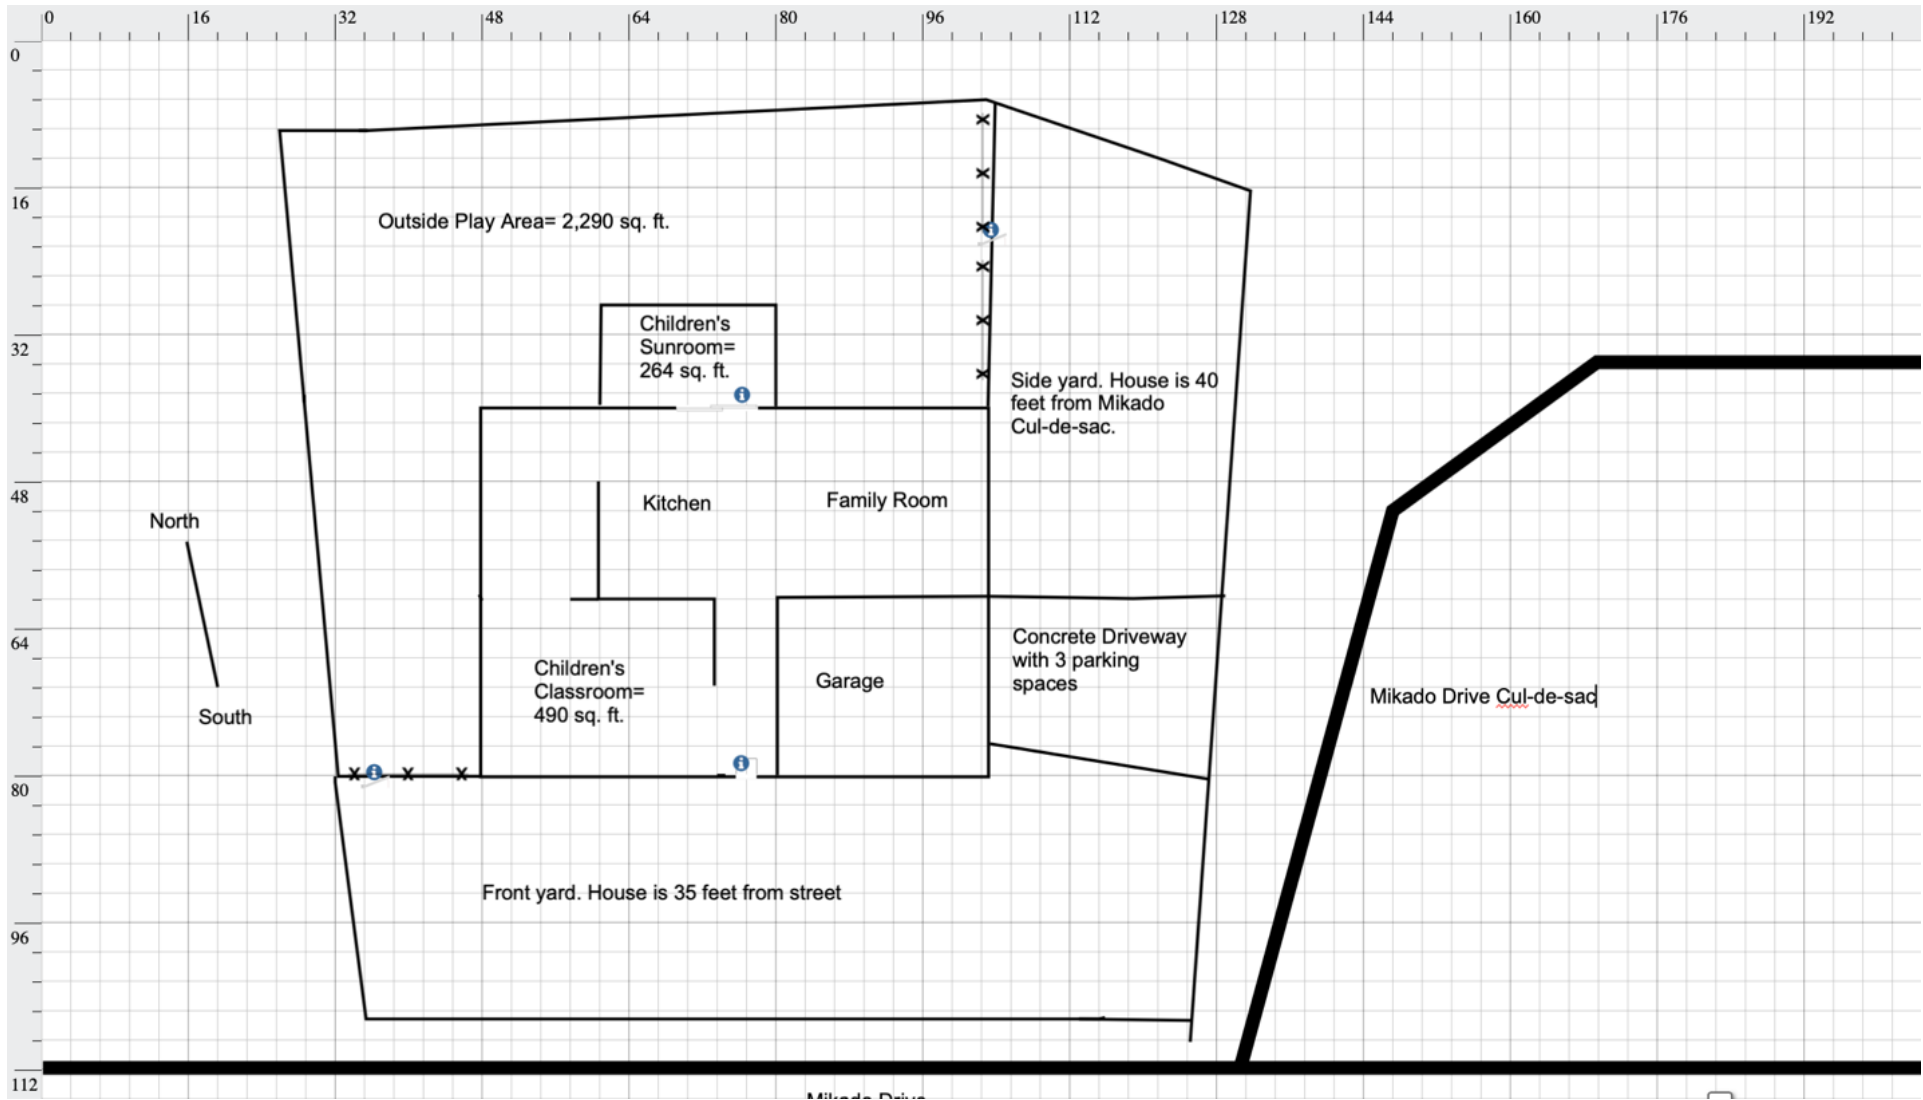 0 16 32 48 64 80 96 112 128 144 160 176 192
0
16
Outside Play Area= 2,290 sq. ft.
Children's
Sunroom=
264 sq. ft.
32
Side yard. House is 40
feet from Mikado
Cul-de-sac.
48
Kitchen
Family Room
North
South
64
Children's
Classroom=
490 sq. ft.
Garage
Concrete Driveway
with 3 parking
spaces
Mikado Drive Cul-de-sac
80
Front yard. House is 35 feet from street
96
112
Mikado Drive